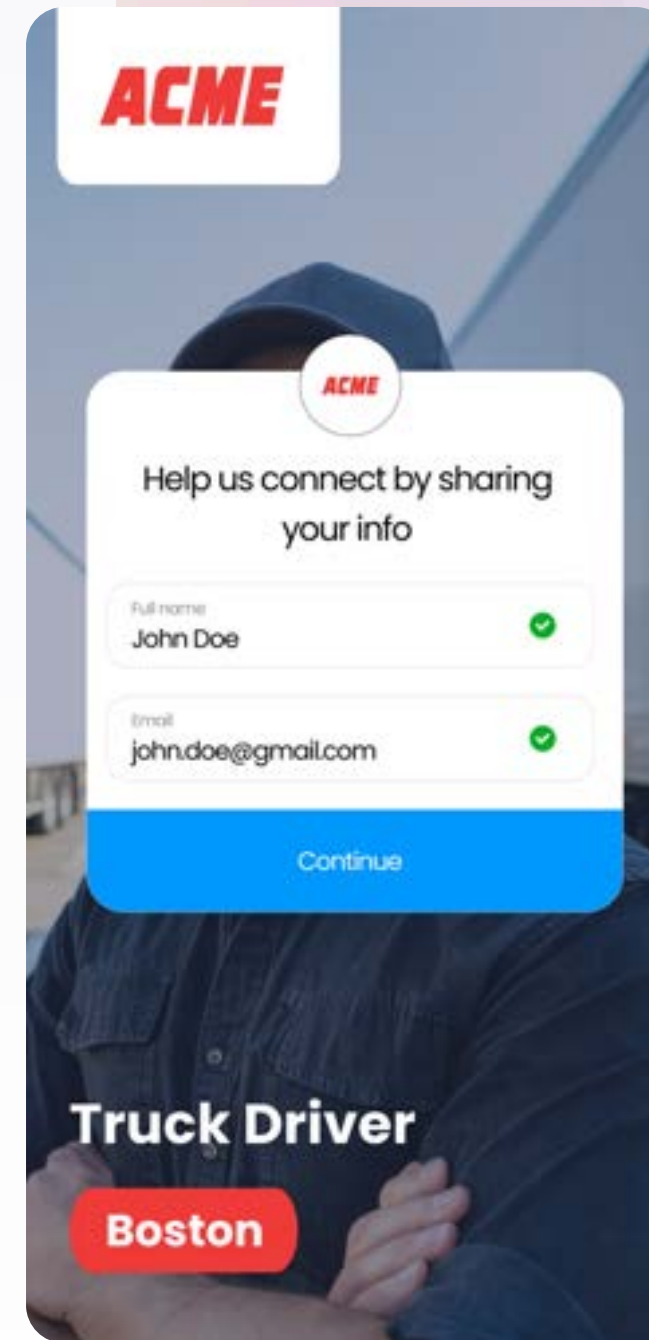 ACME
ACME
Help us connect by sharing
your info
Full name
John Doe
Email
john.doe@gmail.com
Continue
Truck Driver
Boston